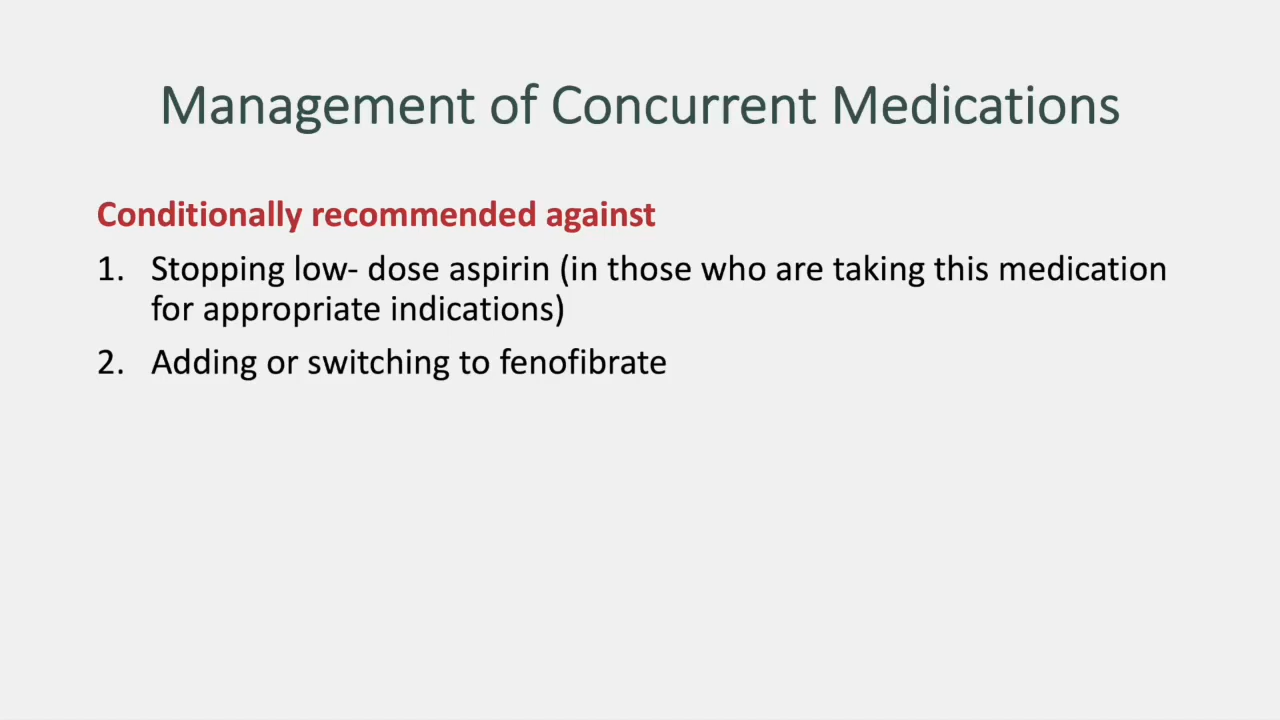 Management of Concurrent Medications
Conditionally recommended against
1. Stopping low- dose aspirin (in those who are taking this medication
for appropriate indications)
2. Adding or switching to fenofibrate